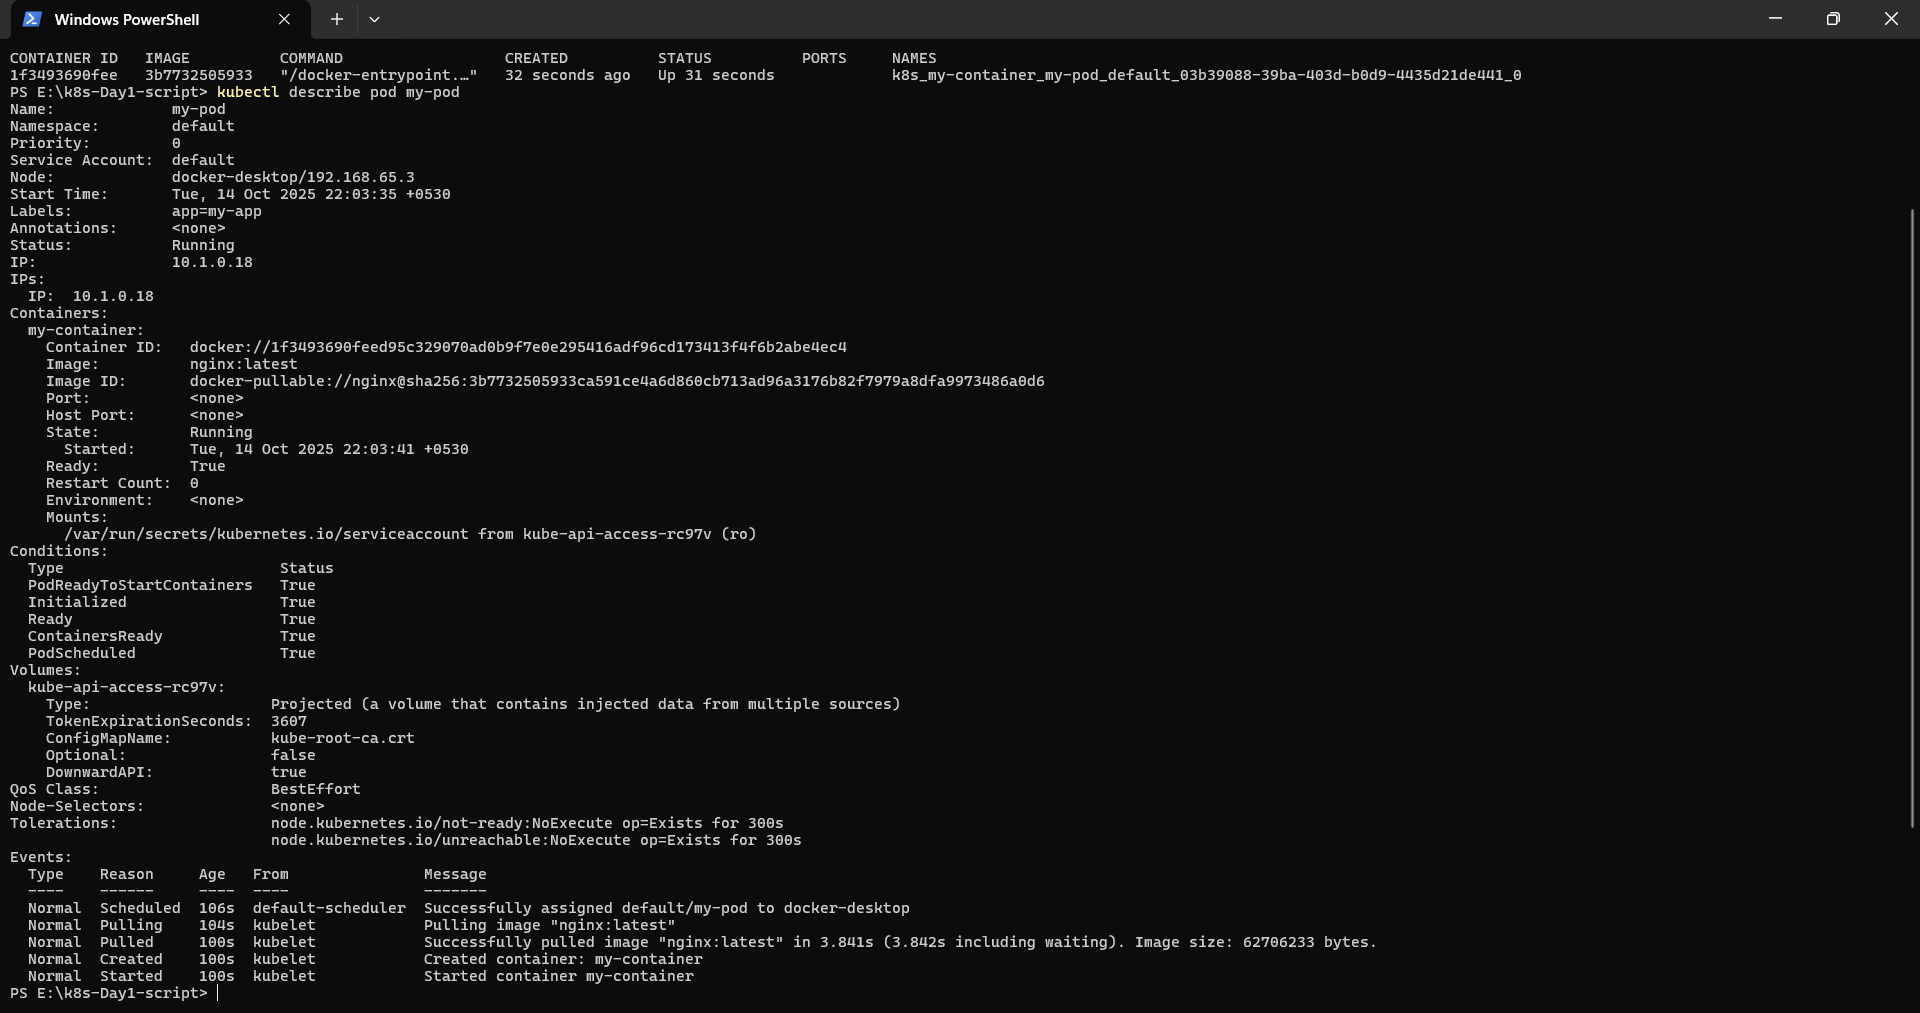 Windows PowerShell
CONTAINER ID   IMAGE          COMMAND                  CREATED          STATUS          PORTS     NAMES
1f3493690fee   3b7732505933   "/docker-entrypoint.…"   32 seconds ago   Up 31 seconds             k8s_my-container_my-pod_default_03b39088-39ba-403d-b0d9-4435d21de441_0
PS E:\k8s-Day1-script> kubectl describe pod my-pod
Name:             my-pod
Namespace:        default
Priority:         0
Service Account:  default
Node:             docker-desktop/192.168.65.3
Start Time:       Tue, 14 Oct 2025 22:03:35 +0530
Labels:           app=my-app
Annotations:      <none>
Status:           Running
IP:               10.1.0.18
IPs:
  IP:  10.1.0.18
Containers:
  my-container:
    Container ID:   docker://1f3493690feed95c329070ad0b9f7e0e295416adf96cd173413f4f6b2abe4ec4
    Image:          nginx:latest
    Image ID:       docker-pullable://nginx@sha256:3b7732505933ca591ce4a6d860cb713ad96a3176b82f7979a8dfa9973486a0d6
    Port:           <none>
    Host Port:      <none>
    State:          Running
      Started:      Tue, 14 Oct 2025 22:03:41 +0530
    Ready:          True
    Restart Count:  0
    Environment:    <none>
    Mounts:
      /var/run/secrets/kubernetes.io/serviceaccount from kube-api-access-rc97v (ro)
Conditions:
  Type                        Status
  PodReadyToStartContainers   True
  Initialized                 True
  Ready                       True
  ContainersReady             True
  PodScheduled                True
Volumes:
  kube-api-access-rc97v:
    Type:                    Projected (a volume that contains injected data from multiple sources)
    TokenExpirationSeconds:  3607
    ConfigMapName:           kube-root-ca.crt
    Optional:                false
    DownwardAPI:             true
QoS Class:                   BestEffort
Node-Selectors:              <none>
Tolerations:                 node.kubernetes.io/not-ready:NoExecute op=Exists for 300s
                             node.kubernetes.io/unreachable:NoExecute op=Exists for 300s
Events:
  Type    Reason     Age   From               Message
  ----    ------     ----  ----               -------
  Normal  Scheduled  106s  default-scheduler  Successfully assigned default/my-pod to docker-desktop
  Normal  Pulling    104s  kubelet            Pulling image "nginx:latest"
  Normal  Pulled     100s  kubelet            Successfully pulled image "nginx:latest" in 3.841s (3.842s including waiting). Image size: 62706233 bytes.
  Normal  Created    100s  kubelet            Created container: my-container
  Normal  Started    100s  kubelet            Started container my-container
PS E:\k8s-Day1-script>